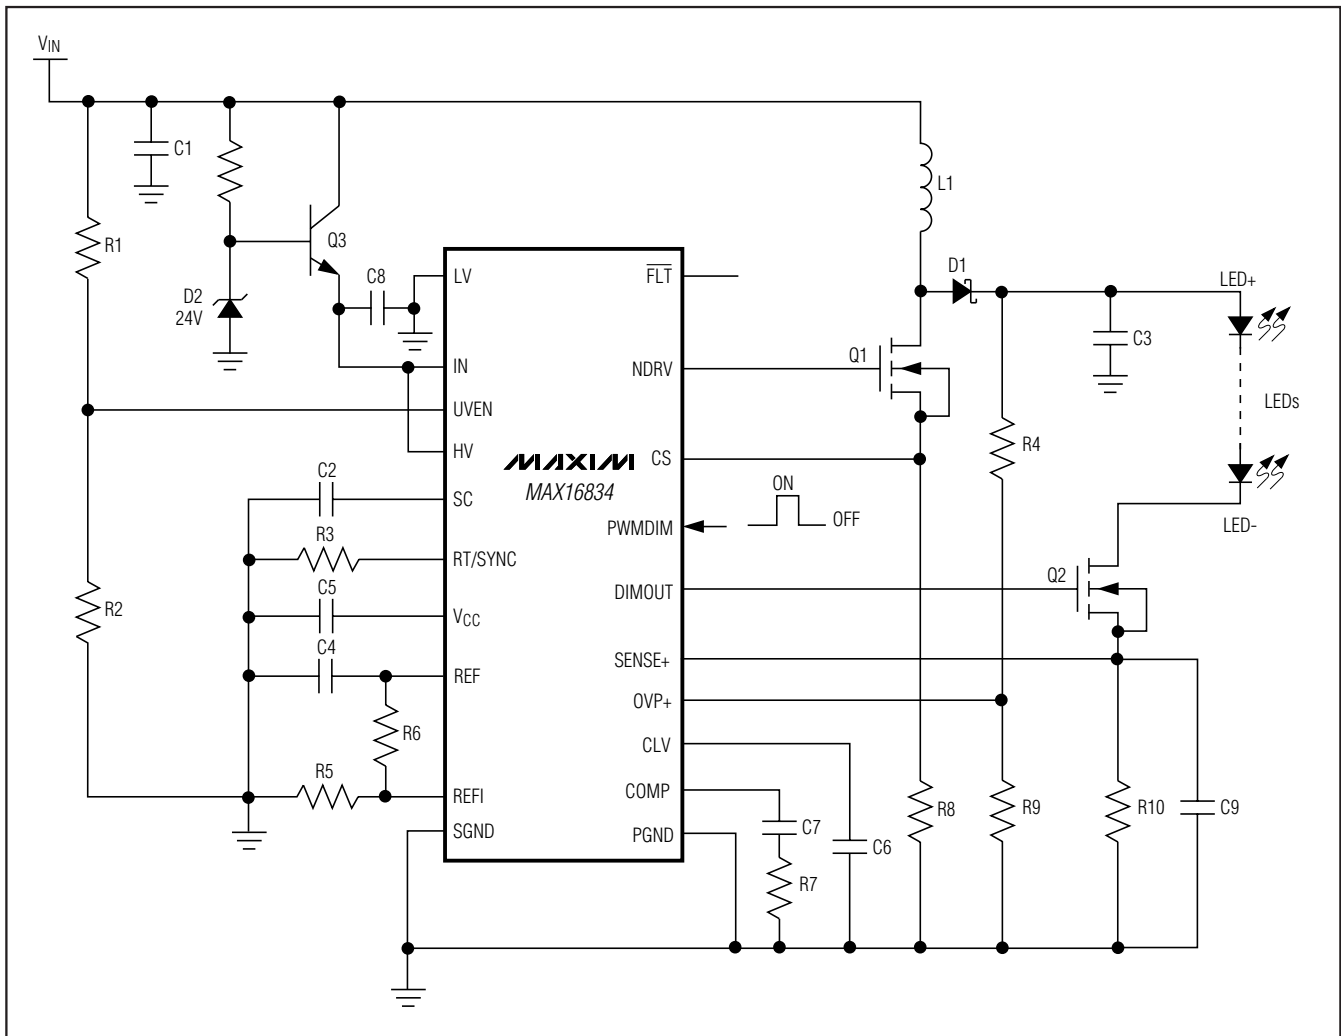 VIN
C1
R1
Q3
L1
D2
24V
C8
LV
FLT
D1
LED+
C3
Q1
IN
NDRV
UVEN
LEDs
HV
MAXIM
CS
R4
C2
SC
MAX16834
ON
OFF
LED-
PWMDIM
R3
RT/SYNC
Q2
DIMOUT
C5
VCC
R2
C4
SENSE+
REF
OVP+
R6
CLV
R5
REFI
COMP
R8
R9
R10
C9
SGND
PGND
C7
C6
R7